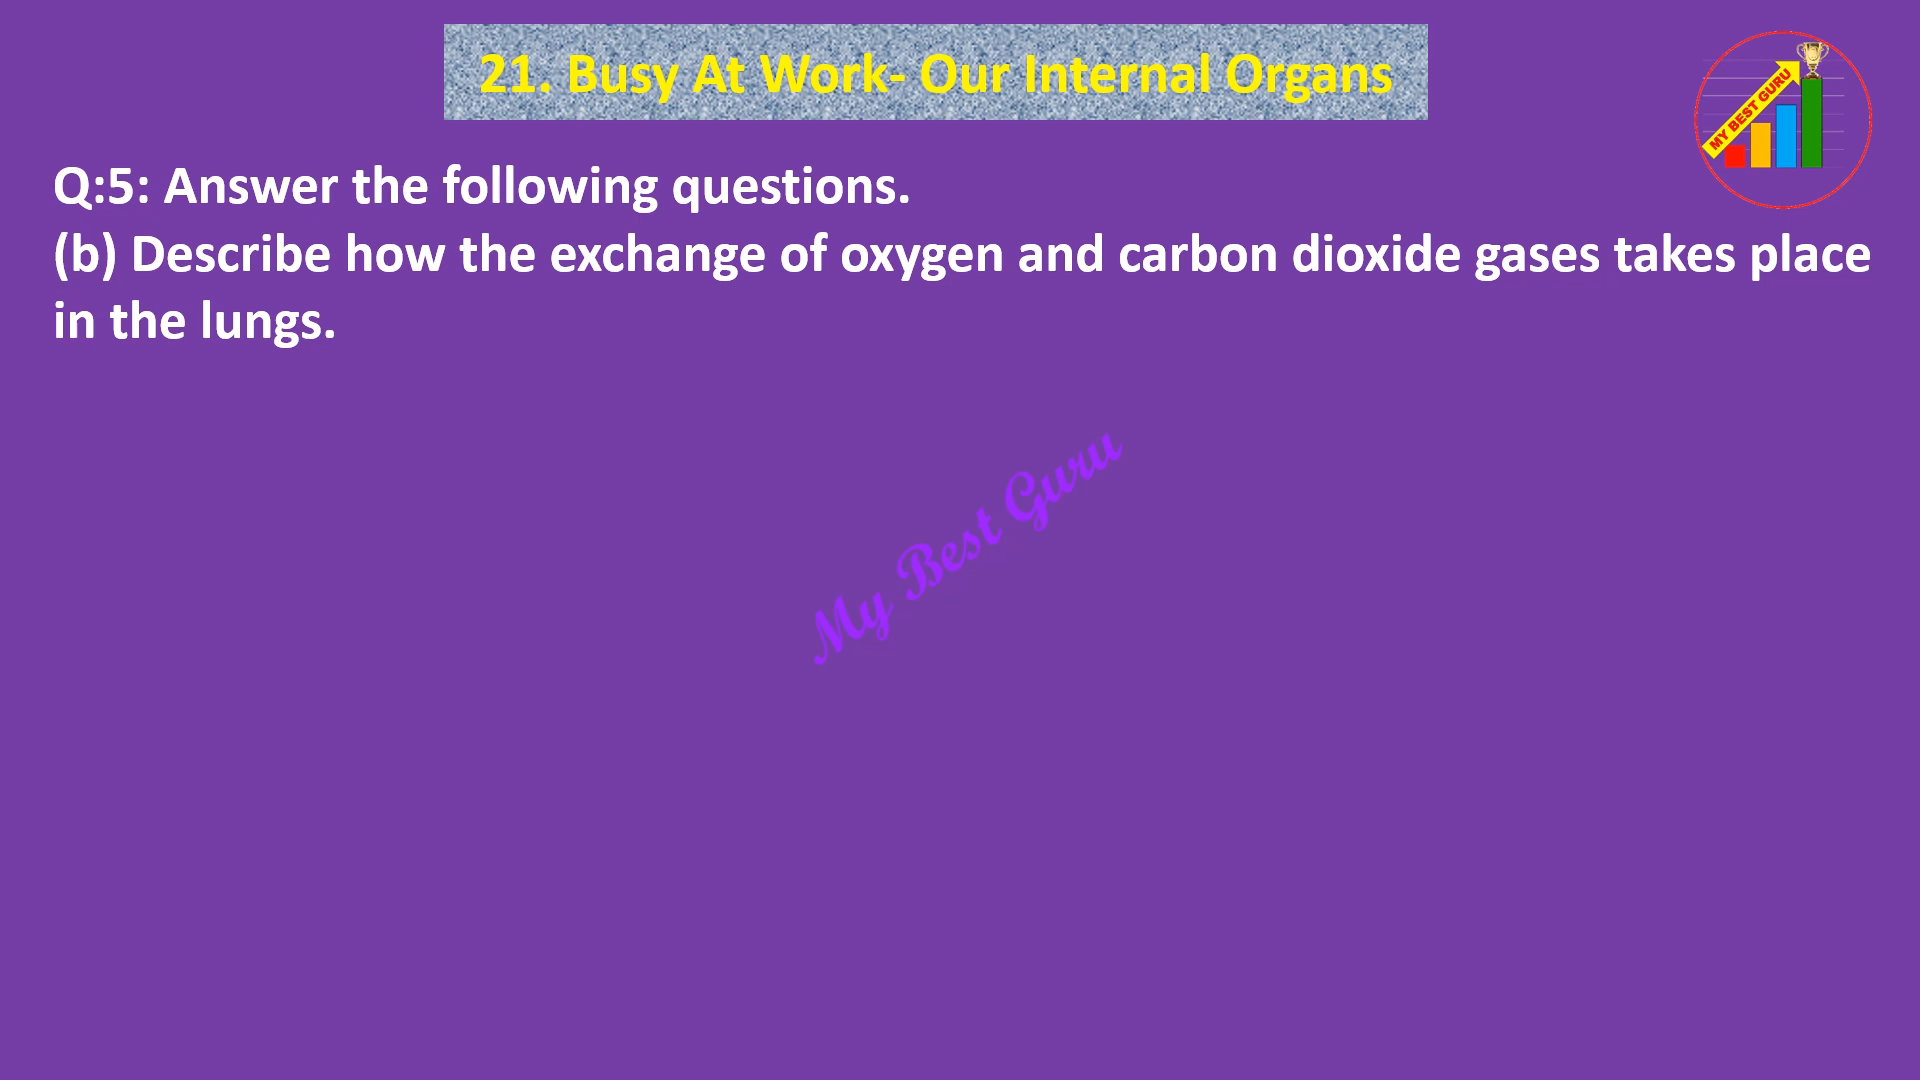 21. Busy At Work- Our Internal Organs
MY BEST GURU
Q:5: Answer the following questions.
(b) Describe how the exchange of oxygen and carbon dioxide gases takes place
in the lungs.
My Best Guru